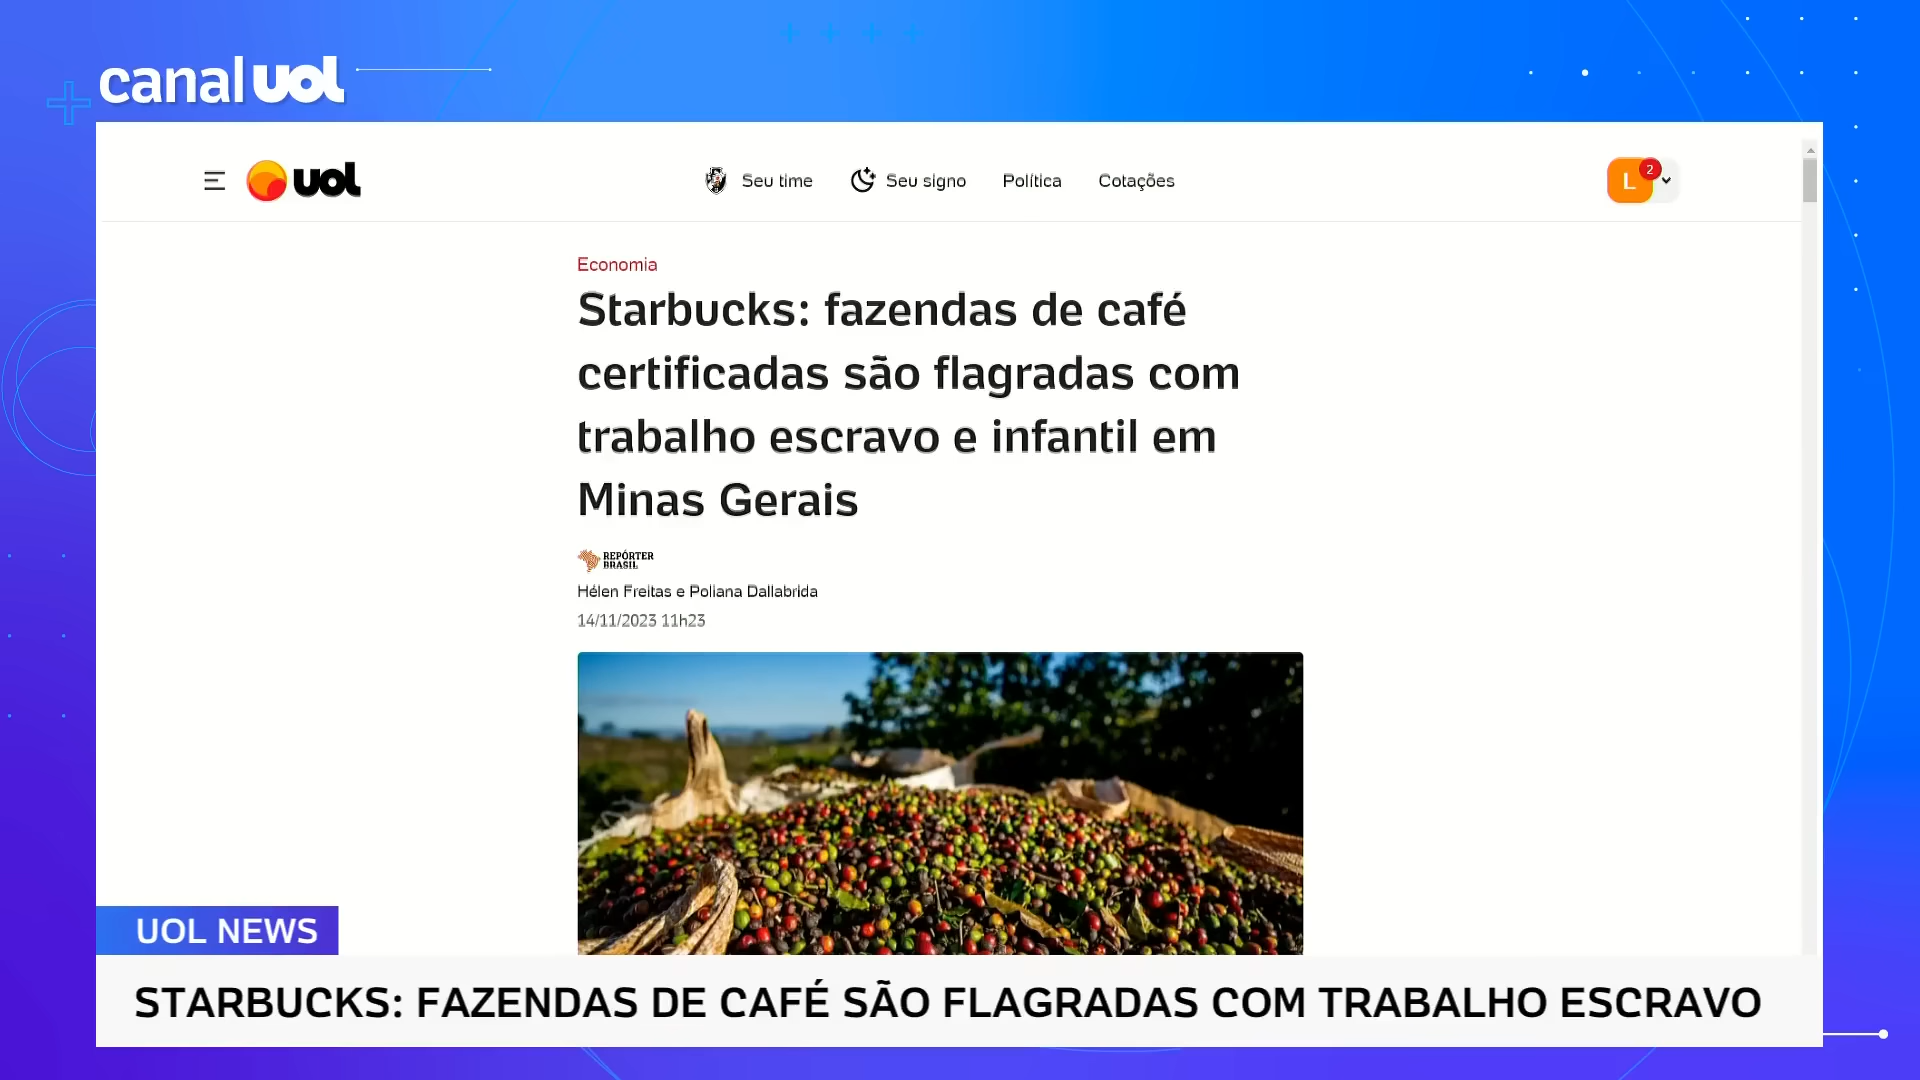 canal uol
uol
Seu time
Seu signo
Política
Cotações
L
2
Economia
Starbucks: fazendas de café
certificadas são flagradas com
trabalho escravo e infantil em
Minas Gerais
REPÓRTER
BRASIL
Hélen Freitas e Poliana Dallabrida
14/11/2023 11h23
UOL NEWS
STARBUCKS: FAZENDAS DE CAFÉ SÃO FLAGRADAS COM TRABALHO ESCRAVO